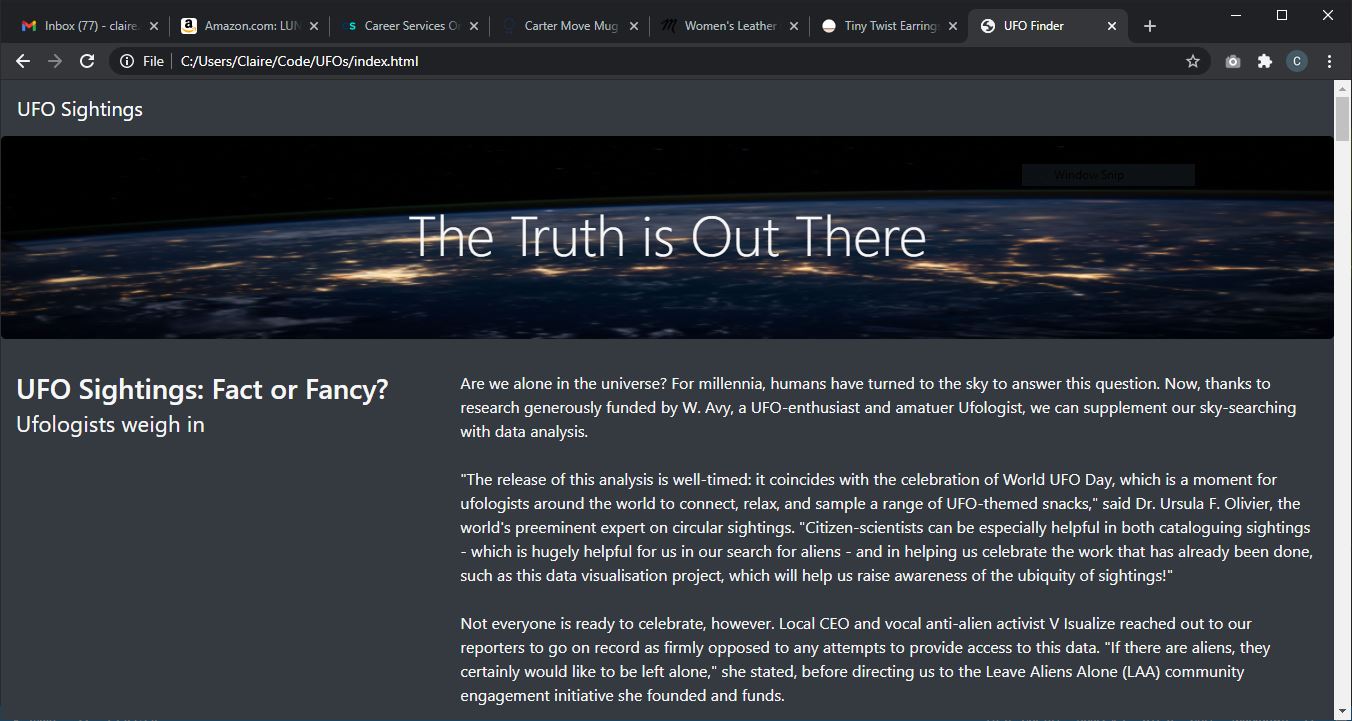 Inbox (77) - claire.
Amazon.com: LUN
cs Career Services O
Carter Move Mug
Women's Leather
Tiny Twist Earring
UFO Finder
File
C:/Users/Claire/Code/UFOs/index.html
C
UFO Sightings
Window Snip
The Truth is Out There
UFO Sightings: Fact or Fancy?
Ufologists weigh in
Are we alone in the universe? For millennia, humans have turned to the sky to answer this question. Now, thanks to
research generously funded by W. Avy, a UFO-enthusiast and amatuer Ufologist, we can supplement our sky-searching
with data analysis.
"The release of this analysis is well-timed: it coincides with the celebration of World UFO Day, which is a moment for
ufologists around the world to connect, relax, and sample a range of UFO-themed snacks," said Dr. Ursula F. Olivier, the
world's preeminent expert on circular sightings. "Citizen-scientists can be especially helpful in both cataloguing sightings
- which is hugely helpful for us in our search for aliens - and in helping us celebrate the work that has already been done,
such as this data visualisation project, which will help us raise awareness of the ubiquity of sightings!"
Not everyone is ready to celebrate, however. Local CEO and vocal anti-alien activist V Isualize reached out to our
reporters to go on record as firmly opposed to any attempts to provide access to this data. "If there are aliens, they
certainly would like to be left alone," she stated, before directing us to the Leave Aliens Alone (LAA) community
engagement initiative she founded and funds.